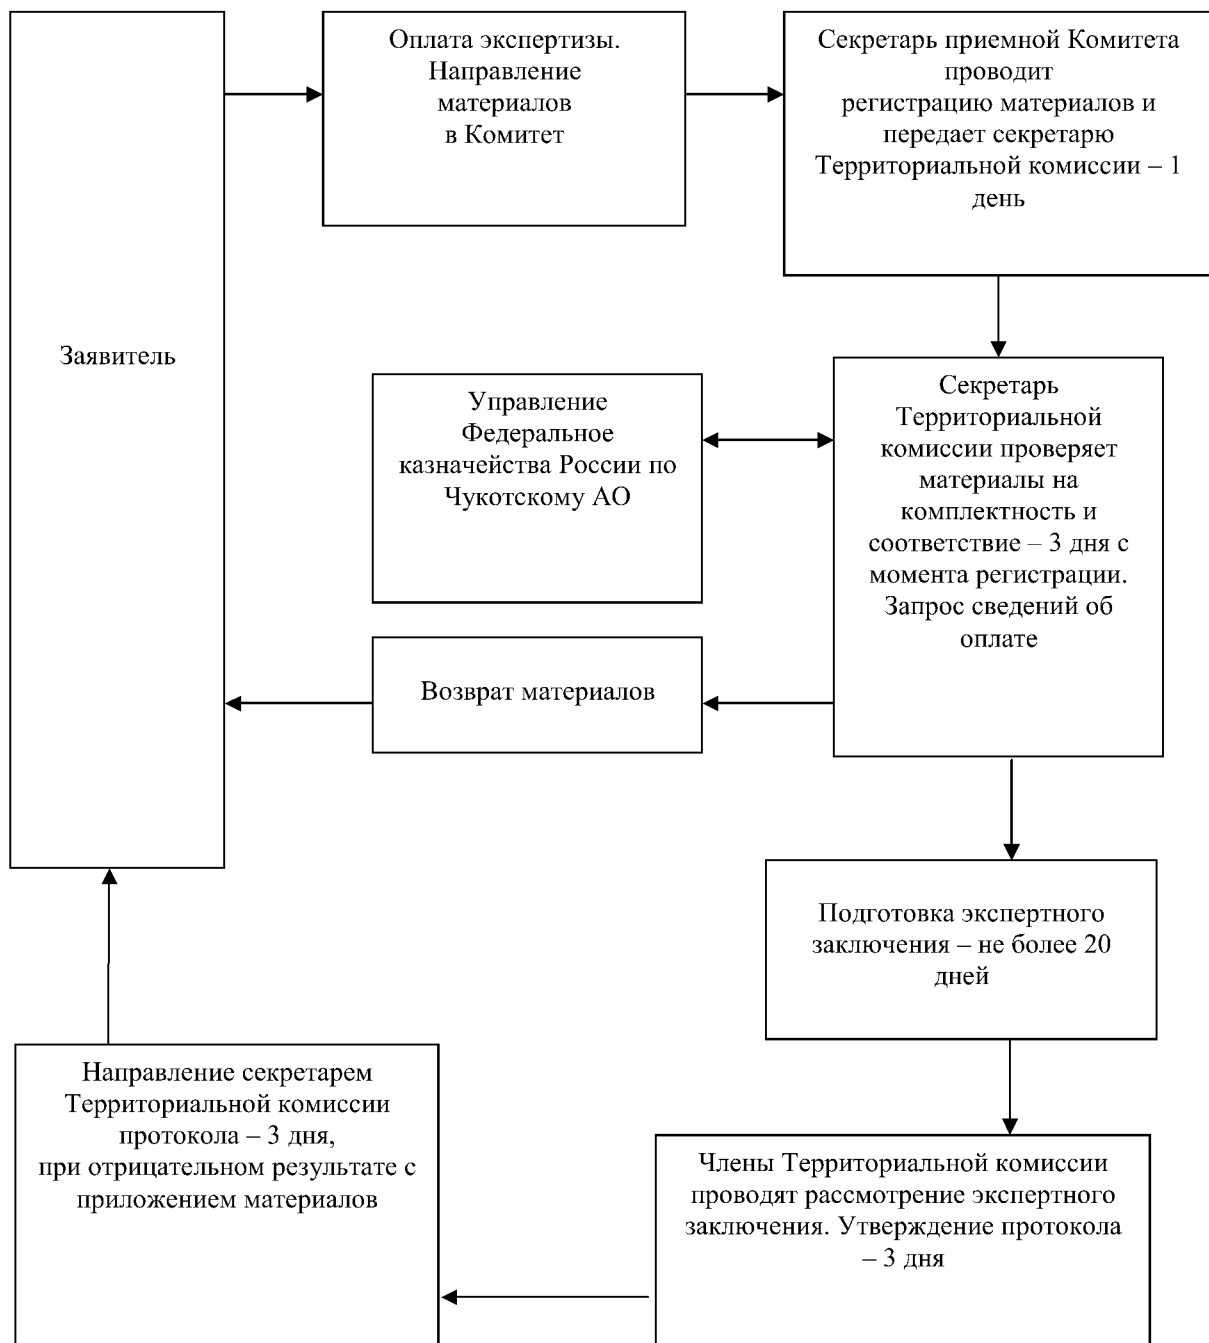 Оплата экспертизы.
Направление
материалов
в Комитет
Секретарь приемной Комитета
проводит
регистрацию материалов и
передает секретарю
Территориальной комиссии – 1
день
Заявитель
Управление
Федеральное
казначейства России по
Чукотскому АО
Секретарь
Территориальной
комиссии проверяет
материалы на
комплектность и
соответствие – 3 дня с
момента регистрации.
Запрос сведений об
оплате
Возврат материалов
Подготовка экспертного
заключения – не более 20
дней
Направление секретарем
Территориальной комиссии
протокола – 3 дня,
при отрицательном результате с
приложением материалов
Члены Территориальной комиссии
проводят рассмотрение экспертного
заключения. Утверждение протокола
– 3 дня